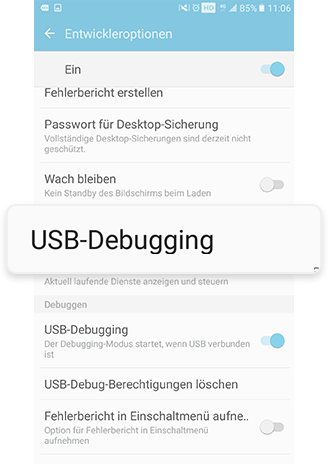 HD 4G 85% 11:06
Entwickleroptionen
Ein
Fehlerbericht erstellen
Passwort für Desktop-Sicherung
Vollständige Desktop-Sicherungen sind derzeit nicht
geschützt.
Wach bleiben
Kein Standby des Bildschirms beim Laden
USB-Debugging
Aktuell laufende Dienste anzeigen und steuern
Debuggen
USB-Debugging
Der Debugging-Modus startet, wenn USB verbunden
ist
USB-Debug-Berechtigungen löschen
Fehlerbericht in Einschaltmenü aufne..
Option für Fehlerbericht in Einschaltmenü
aufnehmen